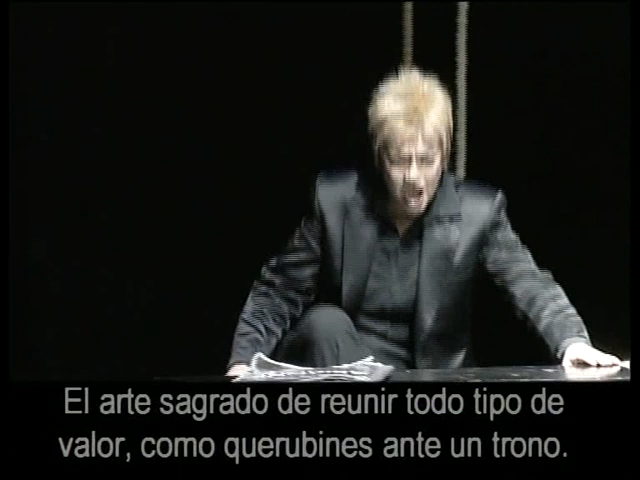 El arte sagrado de reunir todo tipo de
valor, como querubines ante un trono.